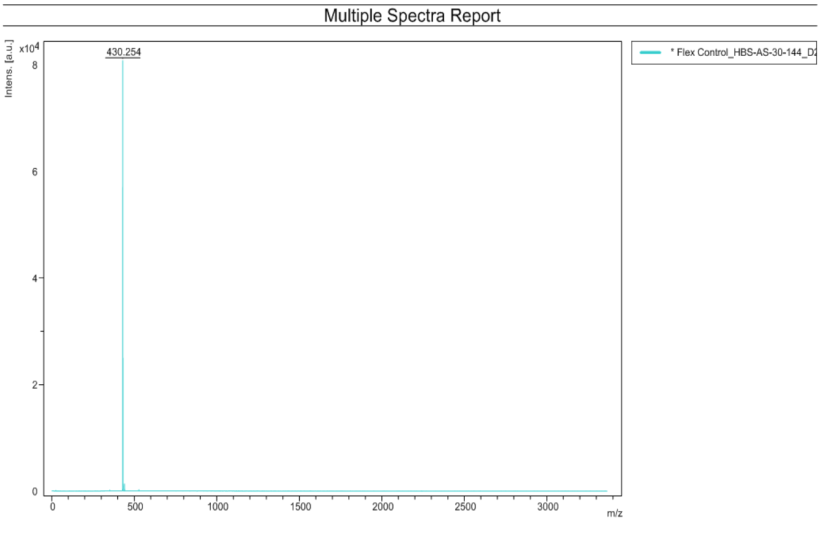 Multiple Spectra Report
x10⁴
Intens. [a.u.]
430.254
* Flex Control_HBS-AS-30-144_D2
8
6
4
2
0
0 500 1000 1500 2000 2500 3000
m/z